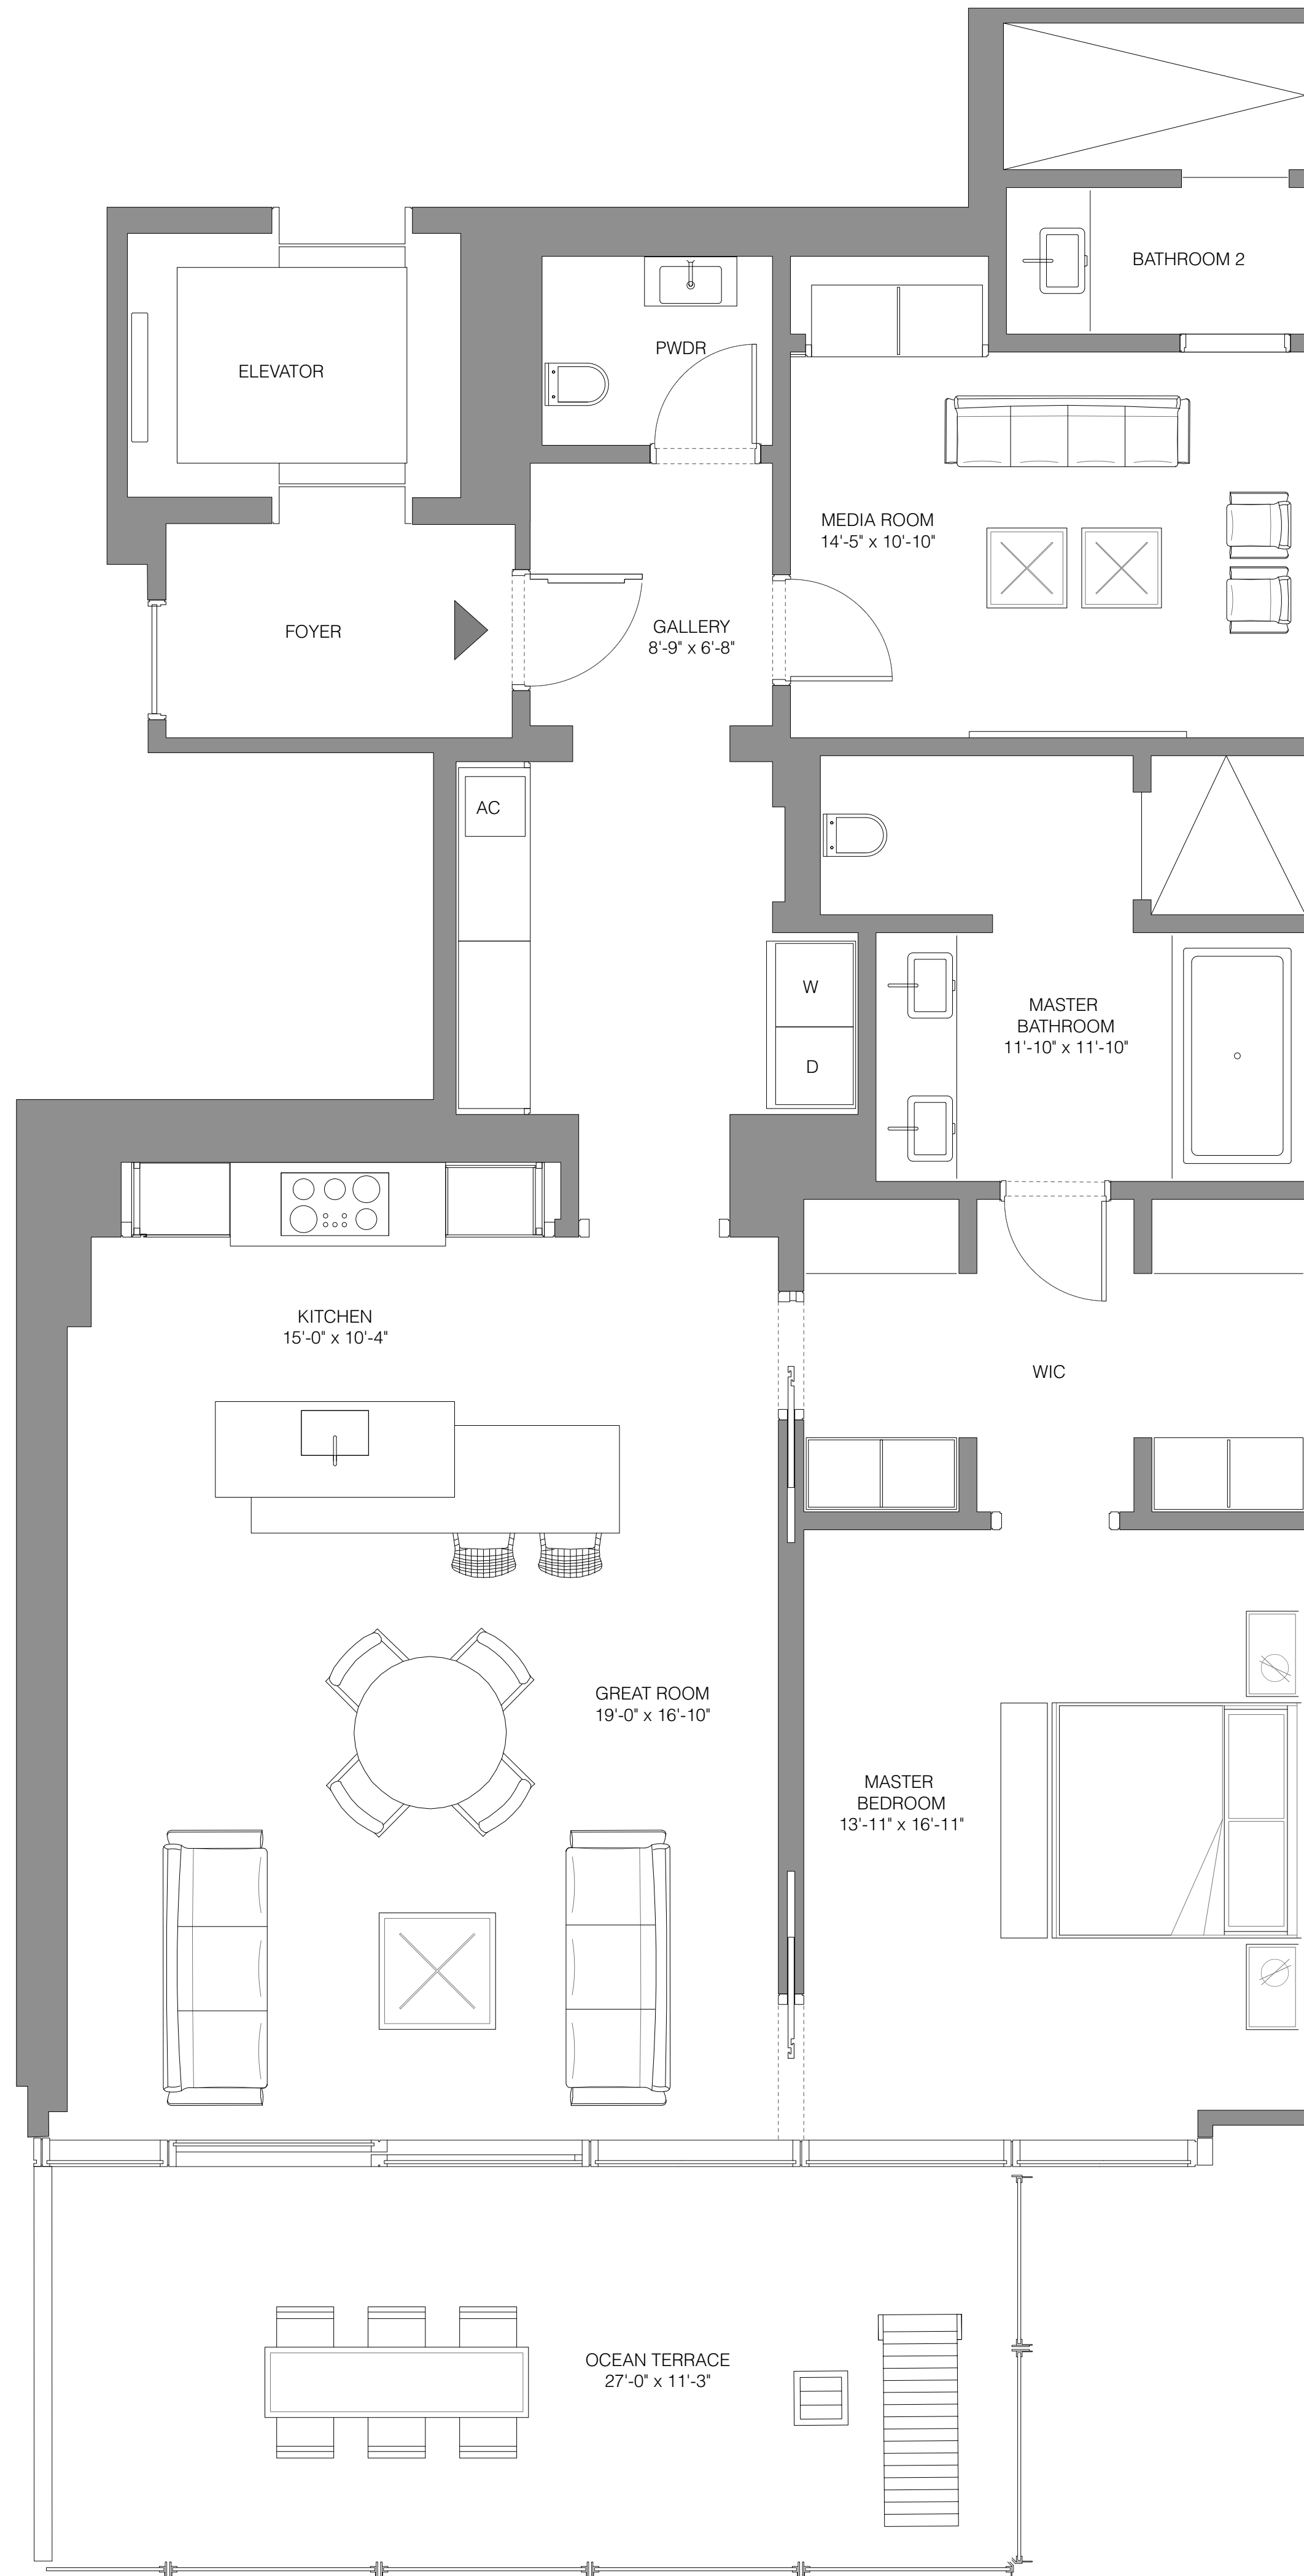 BATHROOM 2
PWDR
ELEVATOR
MEDIA ROOM
14'-5" x 10'-10"
FOYER
GALLERY
8'-9" x 6'-8"
AC
W
D
MASTER
BATHROOM
11'-10" x 11'-10"
KITCHEN
15'-0" x 10'-4"
WIC
GREAT ROOM
19'-0" x 16'-10"
MASTER
BEDROOM
13'-11" x 16'-11"
OCEAN TERRACE
27'-0" x 11'-3"